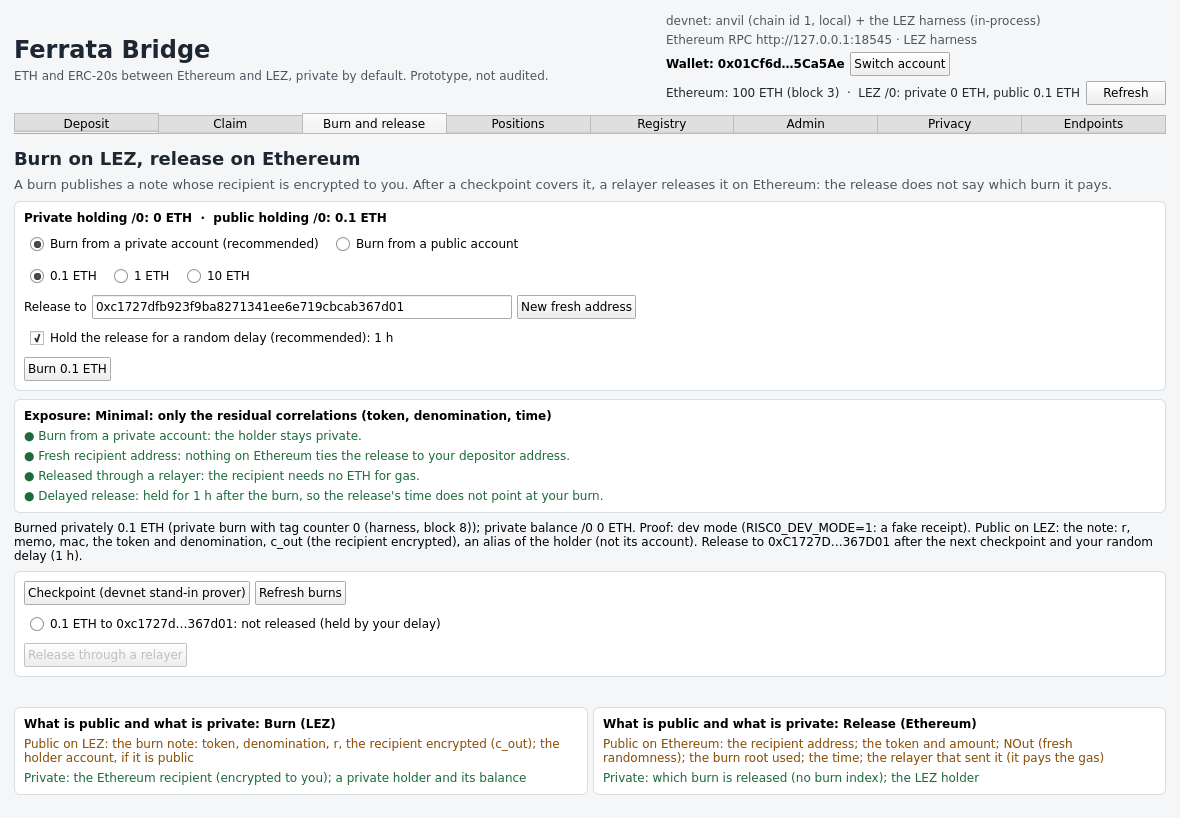 Ferrata Bridge
ETH and ERC-20s between Ethereum and LEZ, private by default. Prototype, not audited.
devnet: anvil (chain id 1, local) + the LEZ harness (in-process)
Ethereum RPC http://127.0.0.1:18545 · LEZ harness
Wallet: 0x01Cf6d...5Ca5Ae Switch account
Ethereum: 100 ETH (block 3) · LEZ /0: private 0 ETH, public 0.1 ETH Refresh
Deposit Claim Burn and release Positions Registry Admin Privacy Endpoints
Burn on LEZ, release on Ethereum
A burn publishes a note whose recipient is encrypted to you. After a checkpoint covers it, a relayer releases it on Ethereum: the release does not say which burn it pays.
Private holding /0: 0 ETH · public holding /0: 0.1 ETH
Burn from a private account (recommended) Burn from a public account
0.1 ETH 1 ETH 10 ETH
Release to 0xc1727dfb923f9ba8271341ee6e719cbcab367d01 New fresh address
Hold the release for a random delay (recommended): 1 h
Burn 0.1 ETH
Exposure: Minimal: only the residual correlations (token, denomination, time)
● Burn from a private account: the holder stays private.
● Fresh recipient address: nothing on Ethereum ties the release to your depositor address.
● Released through a relayer: the recipient needs no ETH for gas.
● Delayed release: held for 1 h after the burn, so the release's time does not point at your burn.
Burned privately 0.1 ETH (private burn with tag counter 0 (harness, block 8)); private balance /0 0 ETH. Proof: dev mode (RISC0_DEV_MODE=1: a fake receipt). Public on LEZ: the note: r,
memo, mac, the token and denomination, c_out (the recipient encrypted), an alias of the holder (not its account). Release to 0xC1727D...367D01 after the next checkpoint and your random
delay (1 h).
Checkpoint (devnet stand-in prover) Refresh burns
0.1 ETH to 0xc1727d...367d01: not released (held by your delay)
Release through a relayer
What is public and what is private: Burn (LEZ)
Public on LEZ: the burn note: token, denomination, r, the recipient encrypted (c_out); the
holder account, if it is public
Private: the Ethereum recipient (encrypted to you); a private holder and its balance
What is public and what is private: Release (Ethereum)
Public on Ethereum: the recipient address; the token and amount; NOut (fresh
randomness); the burn root used; the time; the relayer that sent it (it pays the gas)
Private: which burn is released (no burn index); the LEZ holder